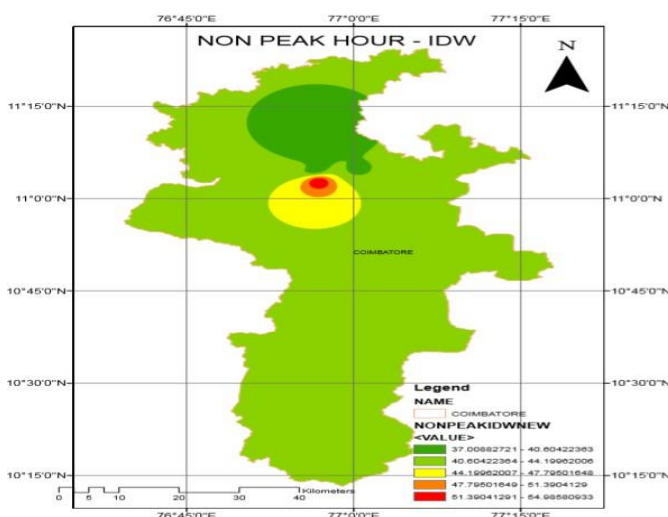 76°45'0"E 77°0'0"E 77°15'0"E
NON PEAK HOUR - IDW
N
11°15'0"N 11°15'0"N
11°0'0"N 11°0'0"N
COIMBATORE
10°45'0"N 10°45'0"N
10°30'0"N 10°30'0"N
Legend
NAME
COIMBATORE
NONPEAKIDWNEW
<VALUE>
37.00882721 - 40.60422363
40.60422364 - 44.19962006
44.19962007 - 47.79501648
47.79501649 - 51.3904129
51.39041291 - 54.98580933
10°15'0"N 10°15'0"N
0 5 10 20 30 40 Kilometers
76°45'0"E 77°0'0"E 77°15'0"E